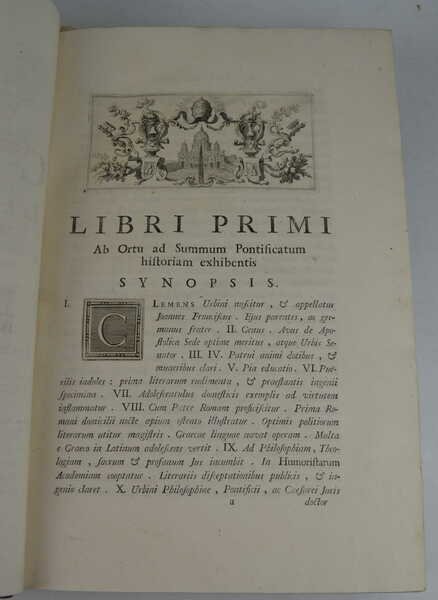 LIBRI PRIMI
Ab Ortu ad Summum Pontificatum
historiam exhibentis
SYNOPSIS.
I. CLEMENS Urbini nascitur, & appellatur
Joannes Franciscus. Ejus parentes, ac ger-
manus frater. II. Genus. Avus de Apo-
stolica Sede optime meritus, atque Urbis Se-
nator. III. IV. Patrui animi dotibus, &
muneribus clari. V. Pia educatio. VI. Pue-
rilis indoles: prima literarum rudimenta, & praestantis ingenii
specimina. VII. Adolescentulus domesticis exemplis ad virtutem
inflammatur. VIII. Cum Patre Romam proficiscitur. Prima Ro-
mani domicilii nocte apium ostento illustratur. Optimis politiorum
literarum utitur magistris. Graecae linguae novat operam. Multa
e Graeco in Latinum adolescens vertit. IX. Ad Philosophiam, Theo-
logiam, sacrum & profanum Jus incumbit. In Humoristarum
Academiam cooptatur. Literariis disceptationibus publicis, & in-
genio claret. X. Urbini Philosophiae, Pontificii, ac Caesarei Juris
a doctor